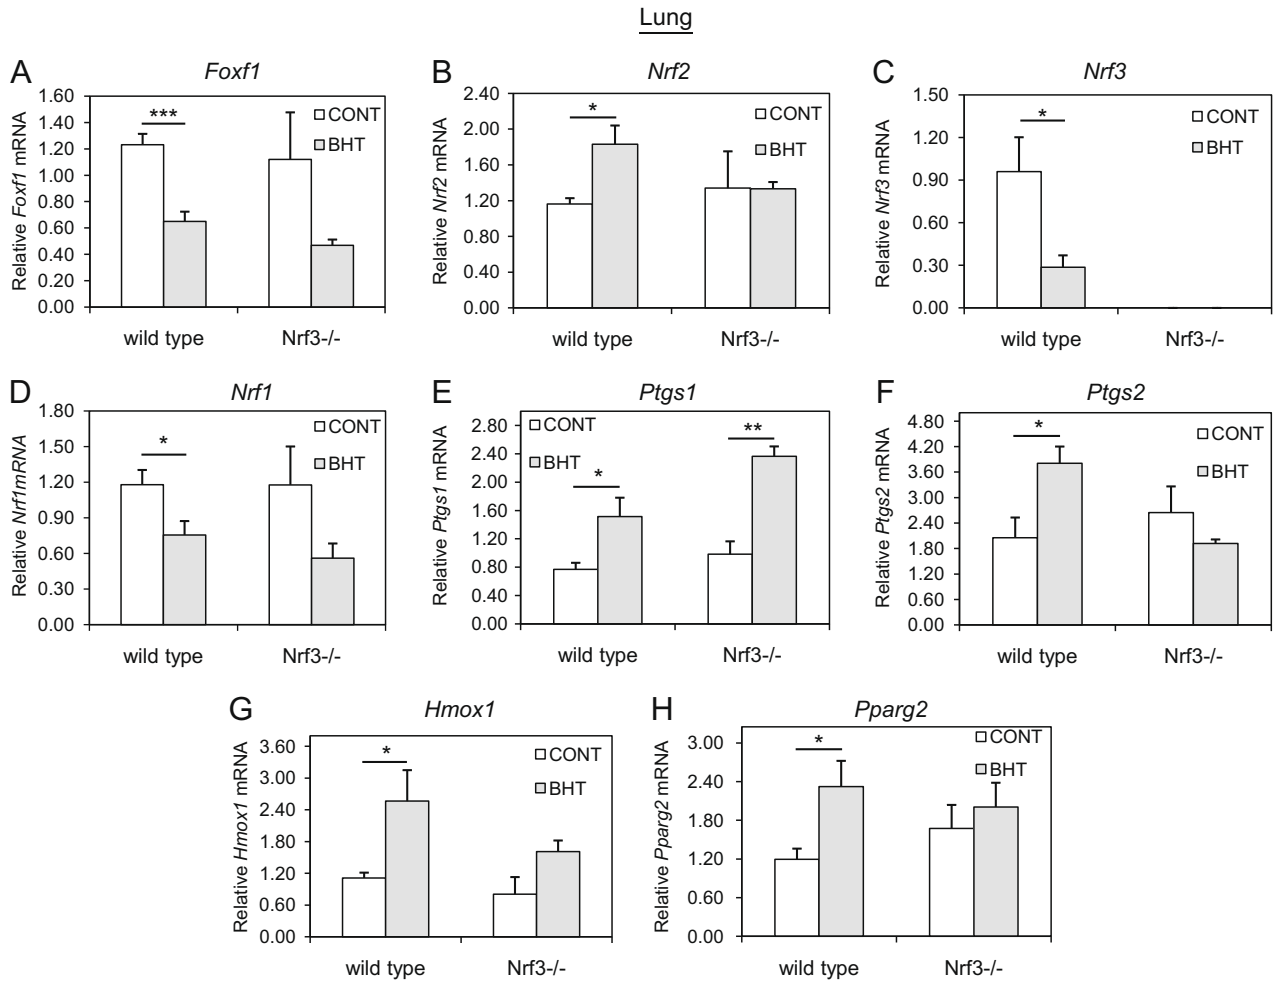 Lung
A
Foxf1
Relative Foxf1 mRNA
1.60
1.40
1.20
1.00
0.80
0.60
0.40
0.20
0.00
***
CONT
BHT
wild type
Nrf3-/-
B
Nrf2
Relative Nrf2 mRNA
2.40
2.00
1.60
1.20
0.80
0.40
0.00
*
CONT
BHT
wild type
Nrf3-/-
C
Nrf3
Relative Nrf3 mRNA
1.50
1.20
0.90
0.60
0.30
0.00
*
CONT
BHT
wild type
Nrf3-/-
D
Nrf1
Relative Nrf1mRNA
1.80
1.50
1.20
0.90
0.60
0.30
0.00
*
CONT
BHT
wild type
Nrf3-/-
E
Ptgs1
Relative Ptgs1 mRNA
2.80
2.40
2.00
1.60
1.20
0.80
0.40
0.00
CONT
BHT
*
**
wild type
Nrf3-/-
F
Ptgs2
Relative Ptgs2 mRNA
4.80
4.20
3.60
3.00
2.40
1.80
1.20
0.60
0.00
*
CONT
BHT
wild type
Nrf3-/-
G
Hmox1
Relative Hmox1 mRNA
3.60
3.00
2.40
1.80
1.20
0.60
0.00
*
CONT
BHT
wild type
Nrf3-/-
H
Pparg2
Relative Pparg2 mRNA
3.00
2.40
1.80
1.20
0.60
0.00
*
CONT
BHT
wild type
Nrf3-/-